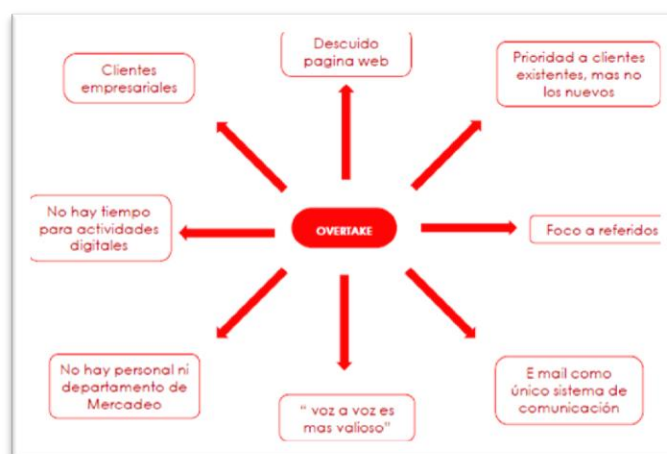 Descuido
pagina web
Clientes
empresariales
Prioridad a clientes
existentes, mas no
los nuevos
No hay tiempo
para actividades
digitales
OVERTAKE
Foco a referidos
No hay personal ni
departamento de
Mercadeo
" voz a voz es
mas valioso"
E mail como
único sistema de
comunicación